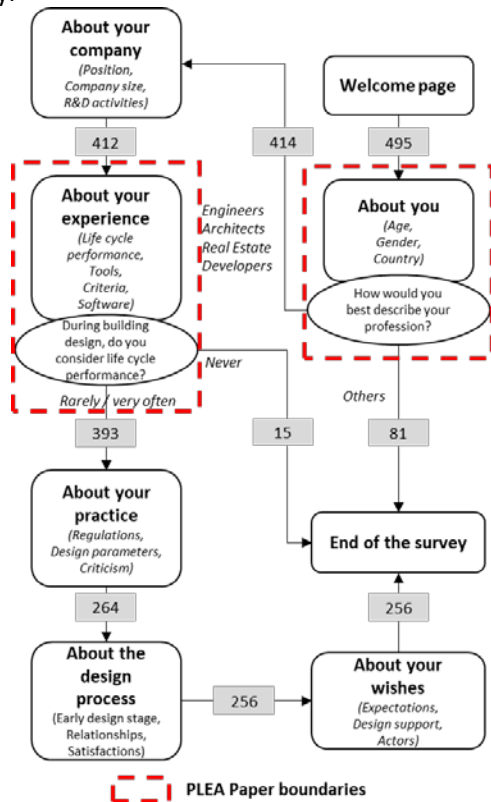 y.
About your
company
(Position,
Company size,
R&D activities)
Welcome page
412
414
495
About your
experience
(Life cycle
performance,
Tools,
Criteria,
Software)
During building
design, do you
consider life cycle
performance?
Engineers
Architects
Real Estate
Developers
About you
(Age,
Gender,
Country)
How would you
best describe your
profession?
Never
Rarely / very often
Others
393
15
81
About your
practice
(Regulations,
Design parameters,
Criticism)
End of the survey
264
256
About the
design
process
(Early design stage,
Relationships,
Satisfactions)
256
About your
wishes
(Expectations,
Design support,
Actors)
PLEA Paper boundaries